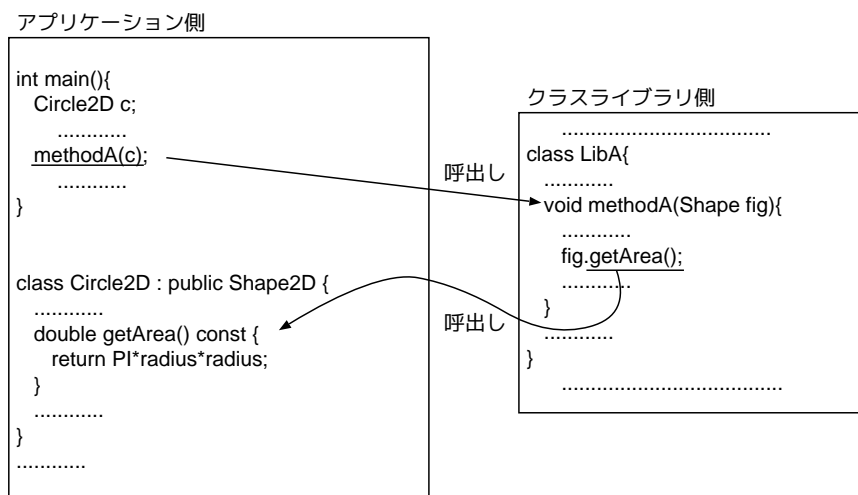 アプリケーション側
int main(){
Circle2D c;
............
methodA(c);
............
}
class Circle2D : public Shape2D {
............
double getArea() const {
return PI*radius*radius;
}
............
}
............
呼出し
呼出し
クラスライブラリ側
....................................
class LibA{
............
void methodA(Shape fig){
............
fig.getArea();
............
}
............
}
......................................